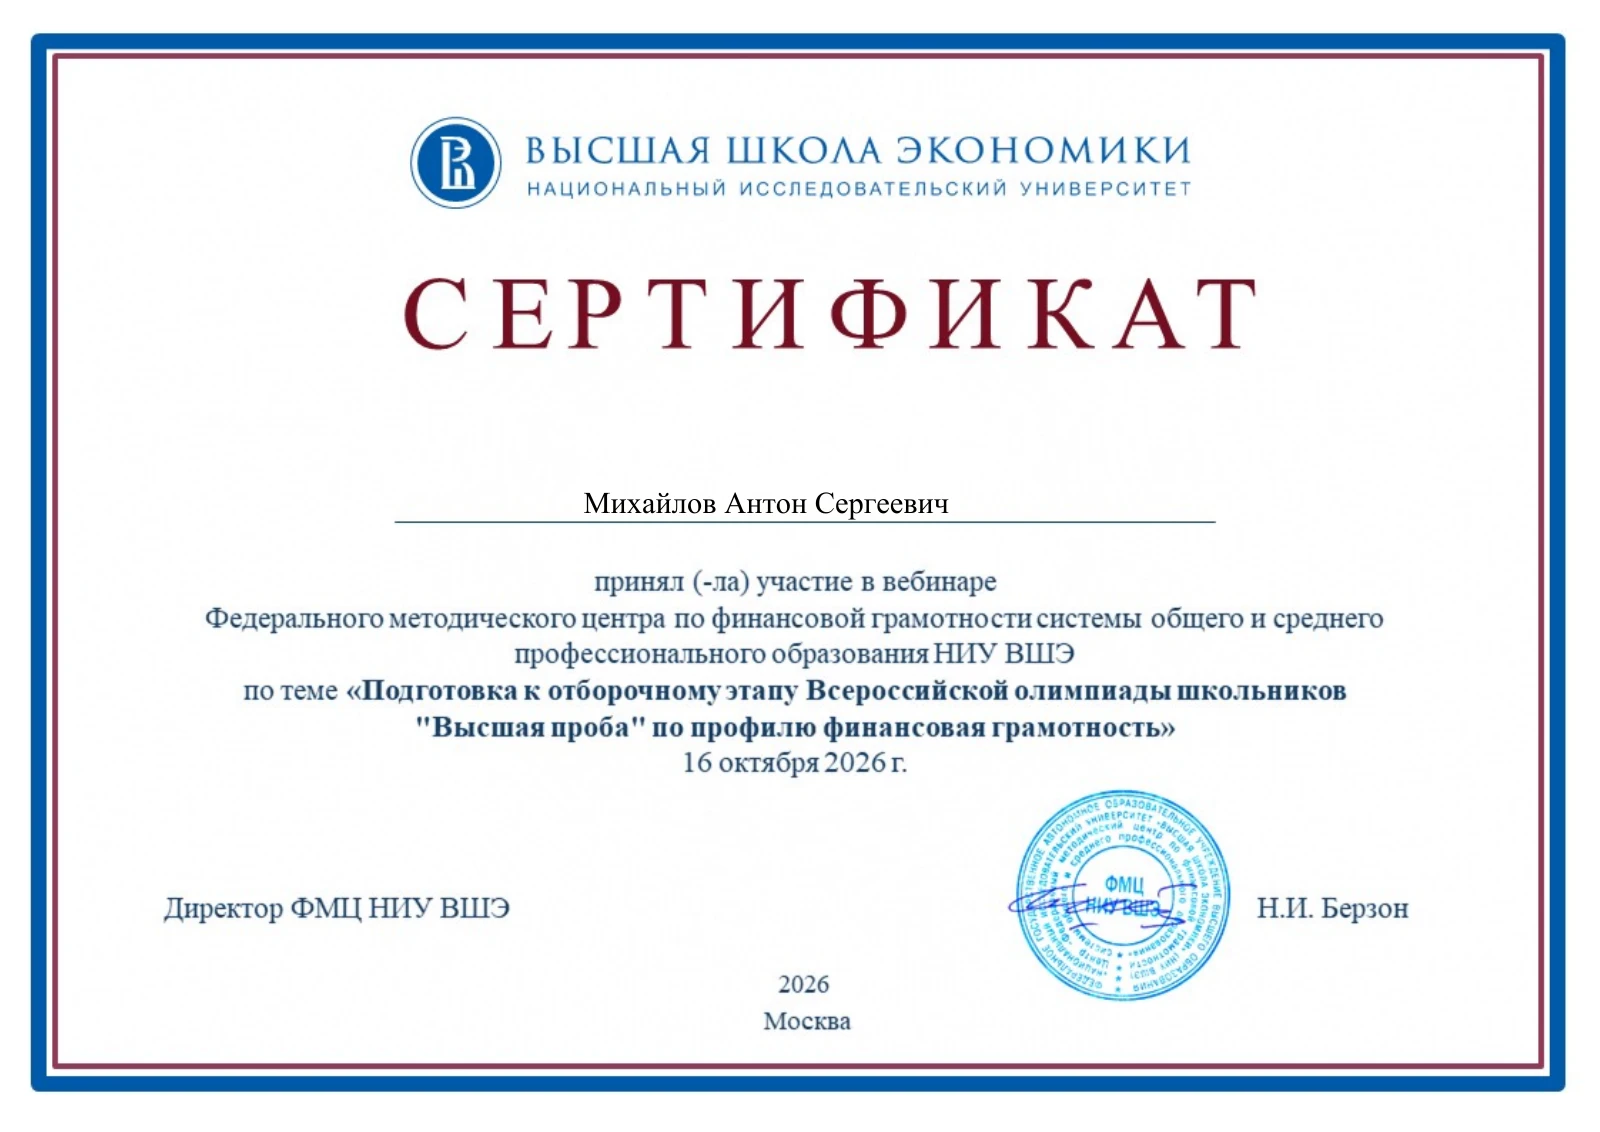 ВЫСШАЯ ШКОЛА ЭКОНОМИКИ
НАЦИОНАЛЬНЫЙ ИССЛЕДОВАТЕЛЬСКИЙ УНИВЕРСИТЕТ
СЕРТИФИКАТ
Михайлов Антон Сергеевич
принял (-ла) участие в вебинаре
Федерального методического центра по финансовой грамотности системы общего и среднего
профессионального образования НИУ ВШЭ
по теме «Подготовка к отборочному этапу Всероссийской олимпиады школьников
"Высшая проба" по профилю финансовая грамотность»
16 октября 2026 г.
Директор ФМЦ НИУ ВШЭ
ФМЦ
НИУ ВШЭ
Н.И. Берзон
2026
Москва